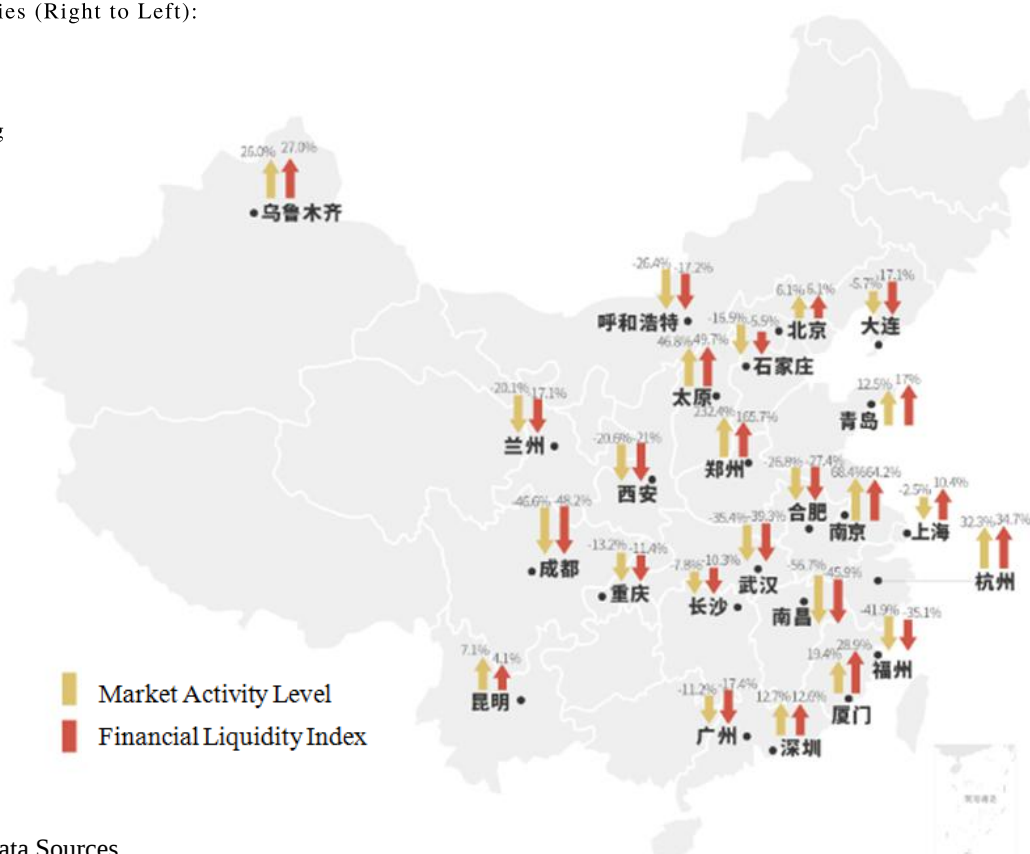 ies (Right to Left):
g
26.0% 27.0%
乌鲁木齐
-26.4% -17.2%
呼和浩特
6.1% 6.1%
北京
-5.7% -17.1%
大连
-16.9% -5.9%
石家庄
46.8% 49.7%
太原
12.5% 17%
青岛
-20.1% 17.1%
兰州
232.4% 165.7%
郑州
-20.6% -21%
西安
-26.8% -27.4%
合肥
68.4% 64.2%
南京
-2.5% 10.4%
上海
32.3% 34.7%
杭州
-46.6% -48.2%
成都
-35.4% -39.3%
武汉
-13.2% -11.4%
重庆
-7.8% -10.3%
长沙
-56.7% -45.9%
南昌
-41.9% -35.1%
福州
7.1% 4.1%
昆明
19.4% 28.9%
厦门
-11.2% -17.4%
广州
12.7% 12.6%
深圳
Market Activity Level
Financial Liquidity Index
ata Sources